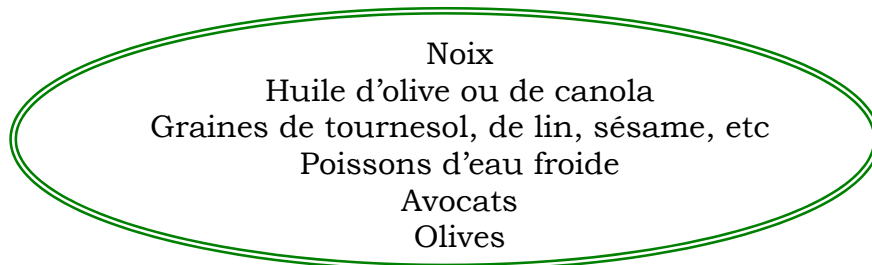 Noix
Huile d’olive ou de canola
Graines de tournesol, de lin, sésame, etc
Poissons d’eau froide
Avocats
Olives